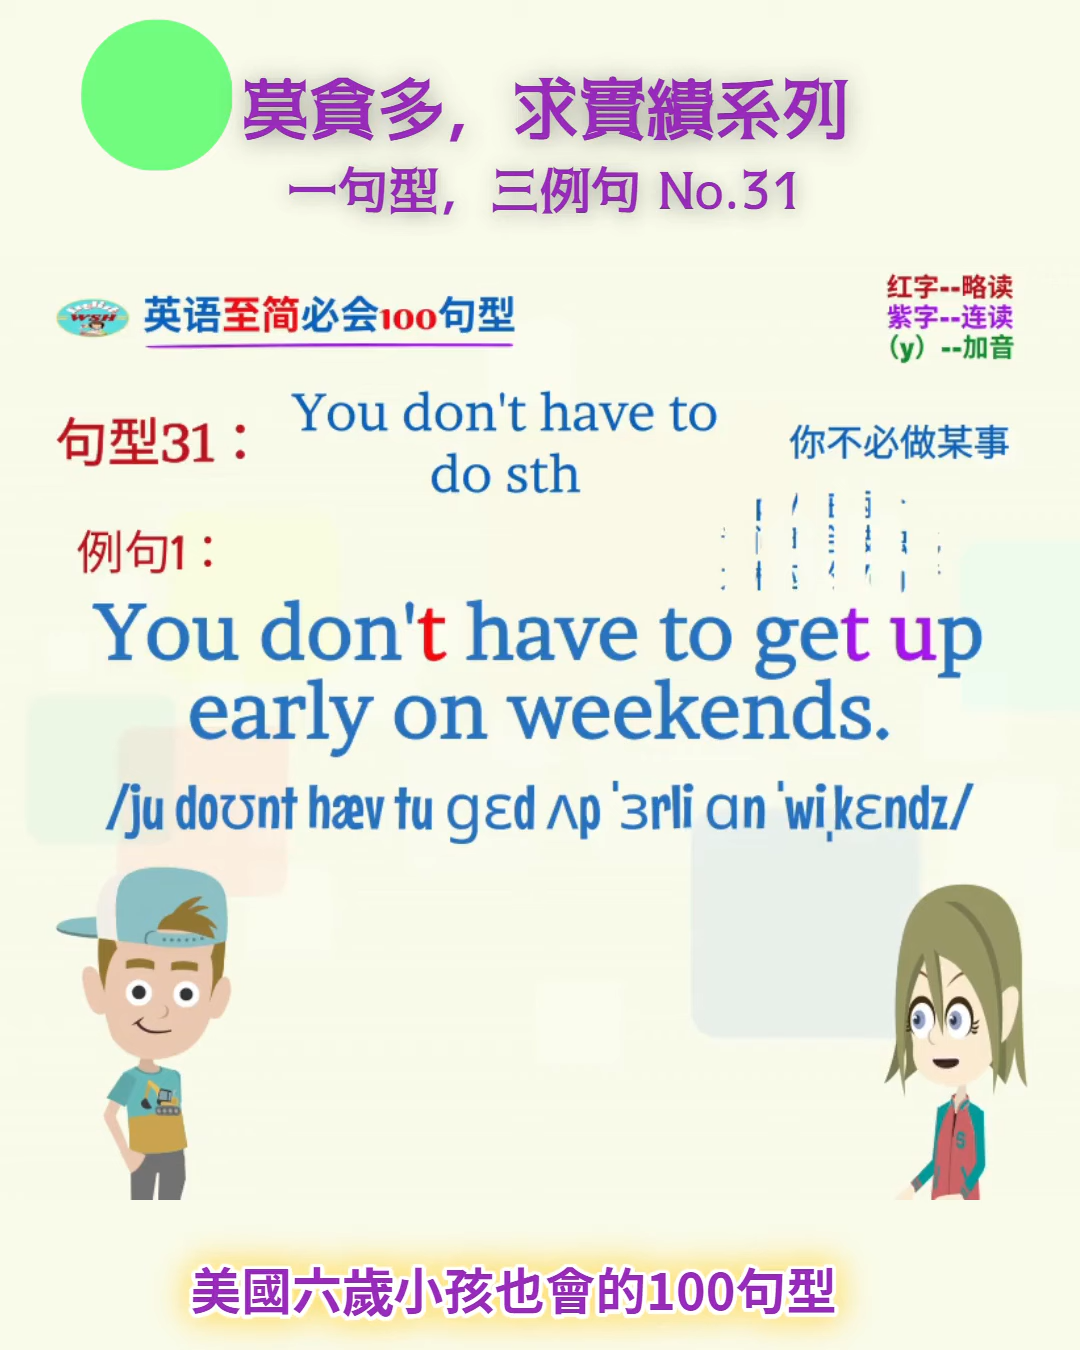 莫貪多，求實績系列
一句型，三例句 No.31
英语至简必会100句型
红字--略读
紫字--连读
（y）--加音
句型31：
You don't have to
do sth
你不必做某事
例句1：
You don't have to get up
early on weekends.
/ju doʊnt hæv tu ɡɛd ʌp ˈɜrli ɑn ˈwiˌkɛndz/
美國六歲小孩也會的100句型